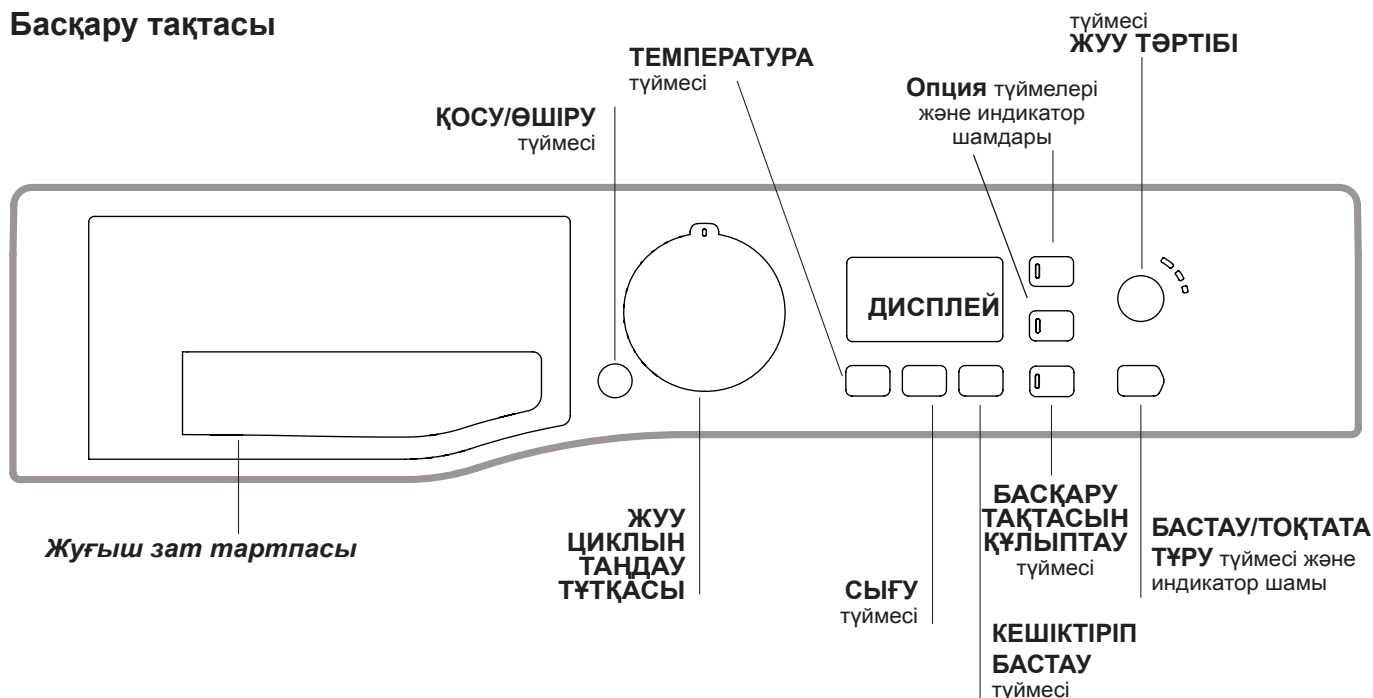 Басқару тақтасы
түймесі
ЖУУ ТӘРТІБІ
ТЕМПЕРАТУРА
түймесі
Опция түймелері
және индикатор
шамдары
ҚОСУ/ӨШІРУ
түймесі
ДИСПЛЕЙ
Жуғыш зат тартпасы
ЖУУ
ЦИКЛЫН
ТАҢДАУ
ТҰТҚАСЫ
СЫҒУ
түймесі
БАСҚАРУ
ТАҚТАСЫН
ҚҰЛЫПТАУ
түймесі
БАСТАУ/ТОҚТАТА
ТҰРУ түймесі және
индикатор шамы
КЕШІКТІРІП
БАСТАУ
түймесі